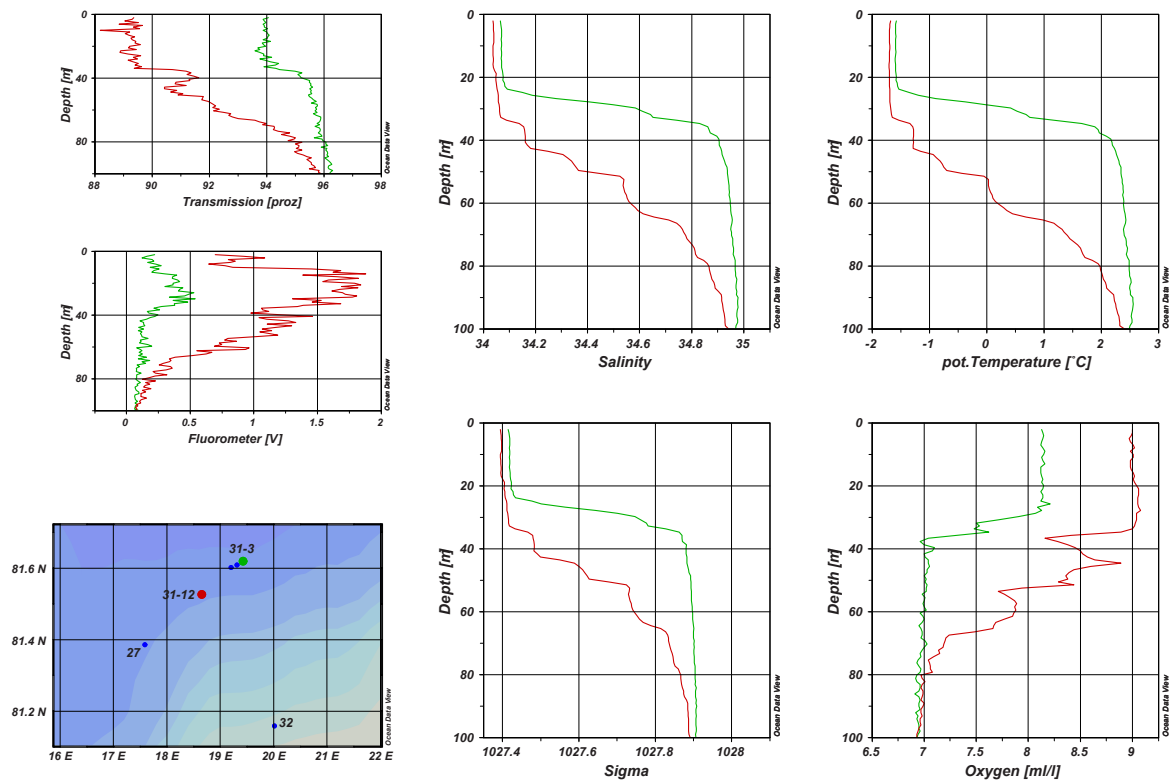 0
40
80
Depth [m]
88 90 92 94 96 98
Transmission [proz]
Ocean Data View
0
20
40
60
80
100
Depth [m]
34 34.2 34.4 34.6 34.8 35
Salinity
Ocean Data View
0
20
40
60
80
100
Depth [m]
-2 -1 0 1 2 3
pot.Temperature [°C]
Ocean Data View
0
40
80
Depth [m]
0 0.5 1 1.5 2
Fluorometer [V]
Ocean Data View
81.6 N
81.4 N
81.2 N
31-3
31-12
27
32
16 E 17 E 18 E 19 E 20 E 21 E 22 E
Ocean Data View
0
20
40
60
80
100
Depth [m]
1027.4 1027.6 1027.8 1028
Sigma
Ocean Data View
0
20
40
60
80
100
Depth [m]
6.5 7 7.5 8 8.5 9
Oxygen [ml/l]
Ocean Data View